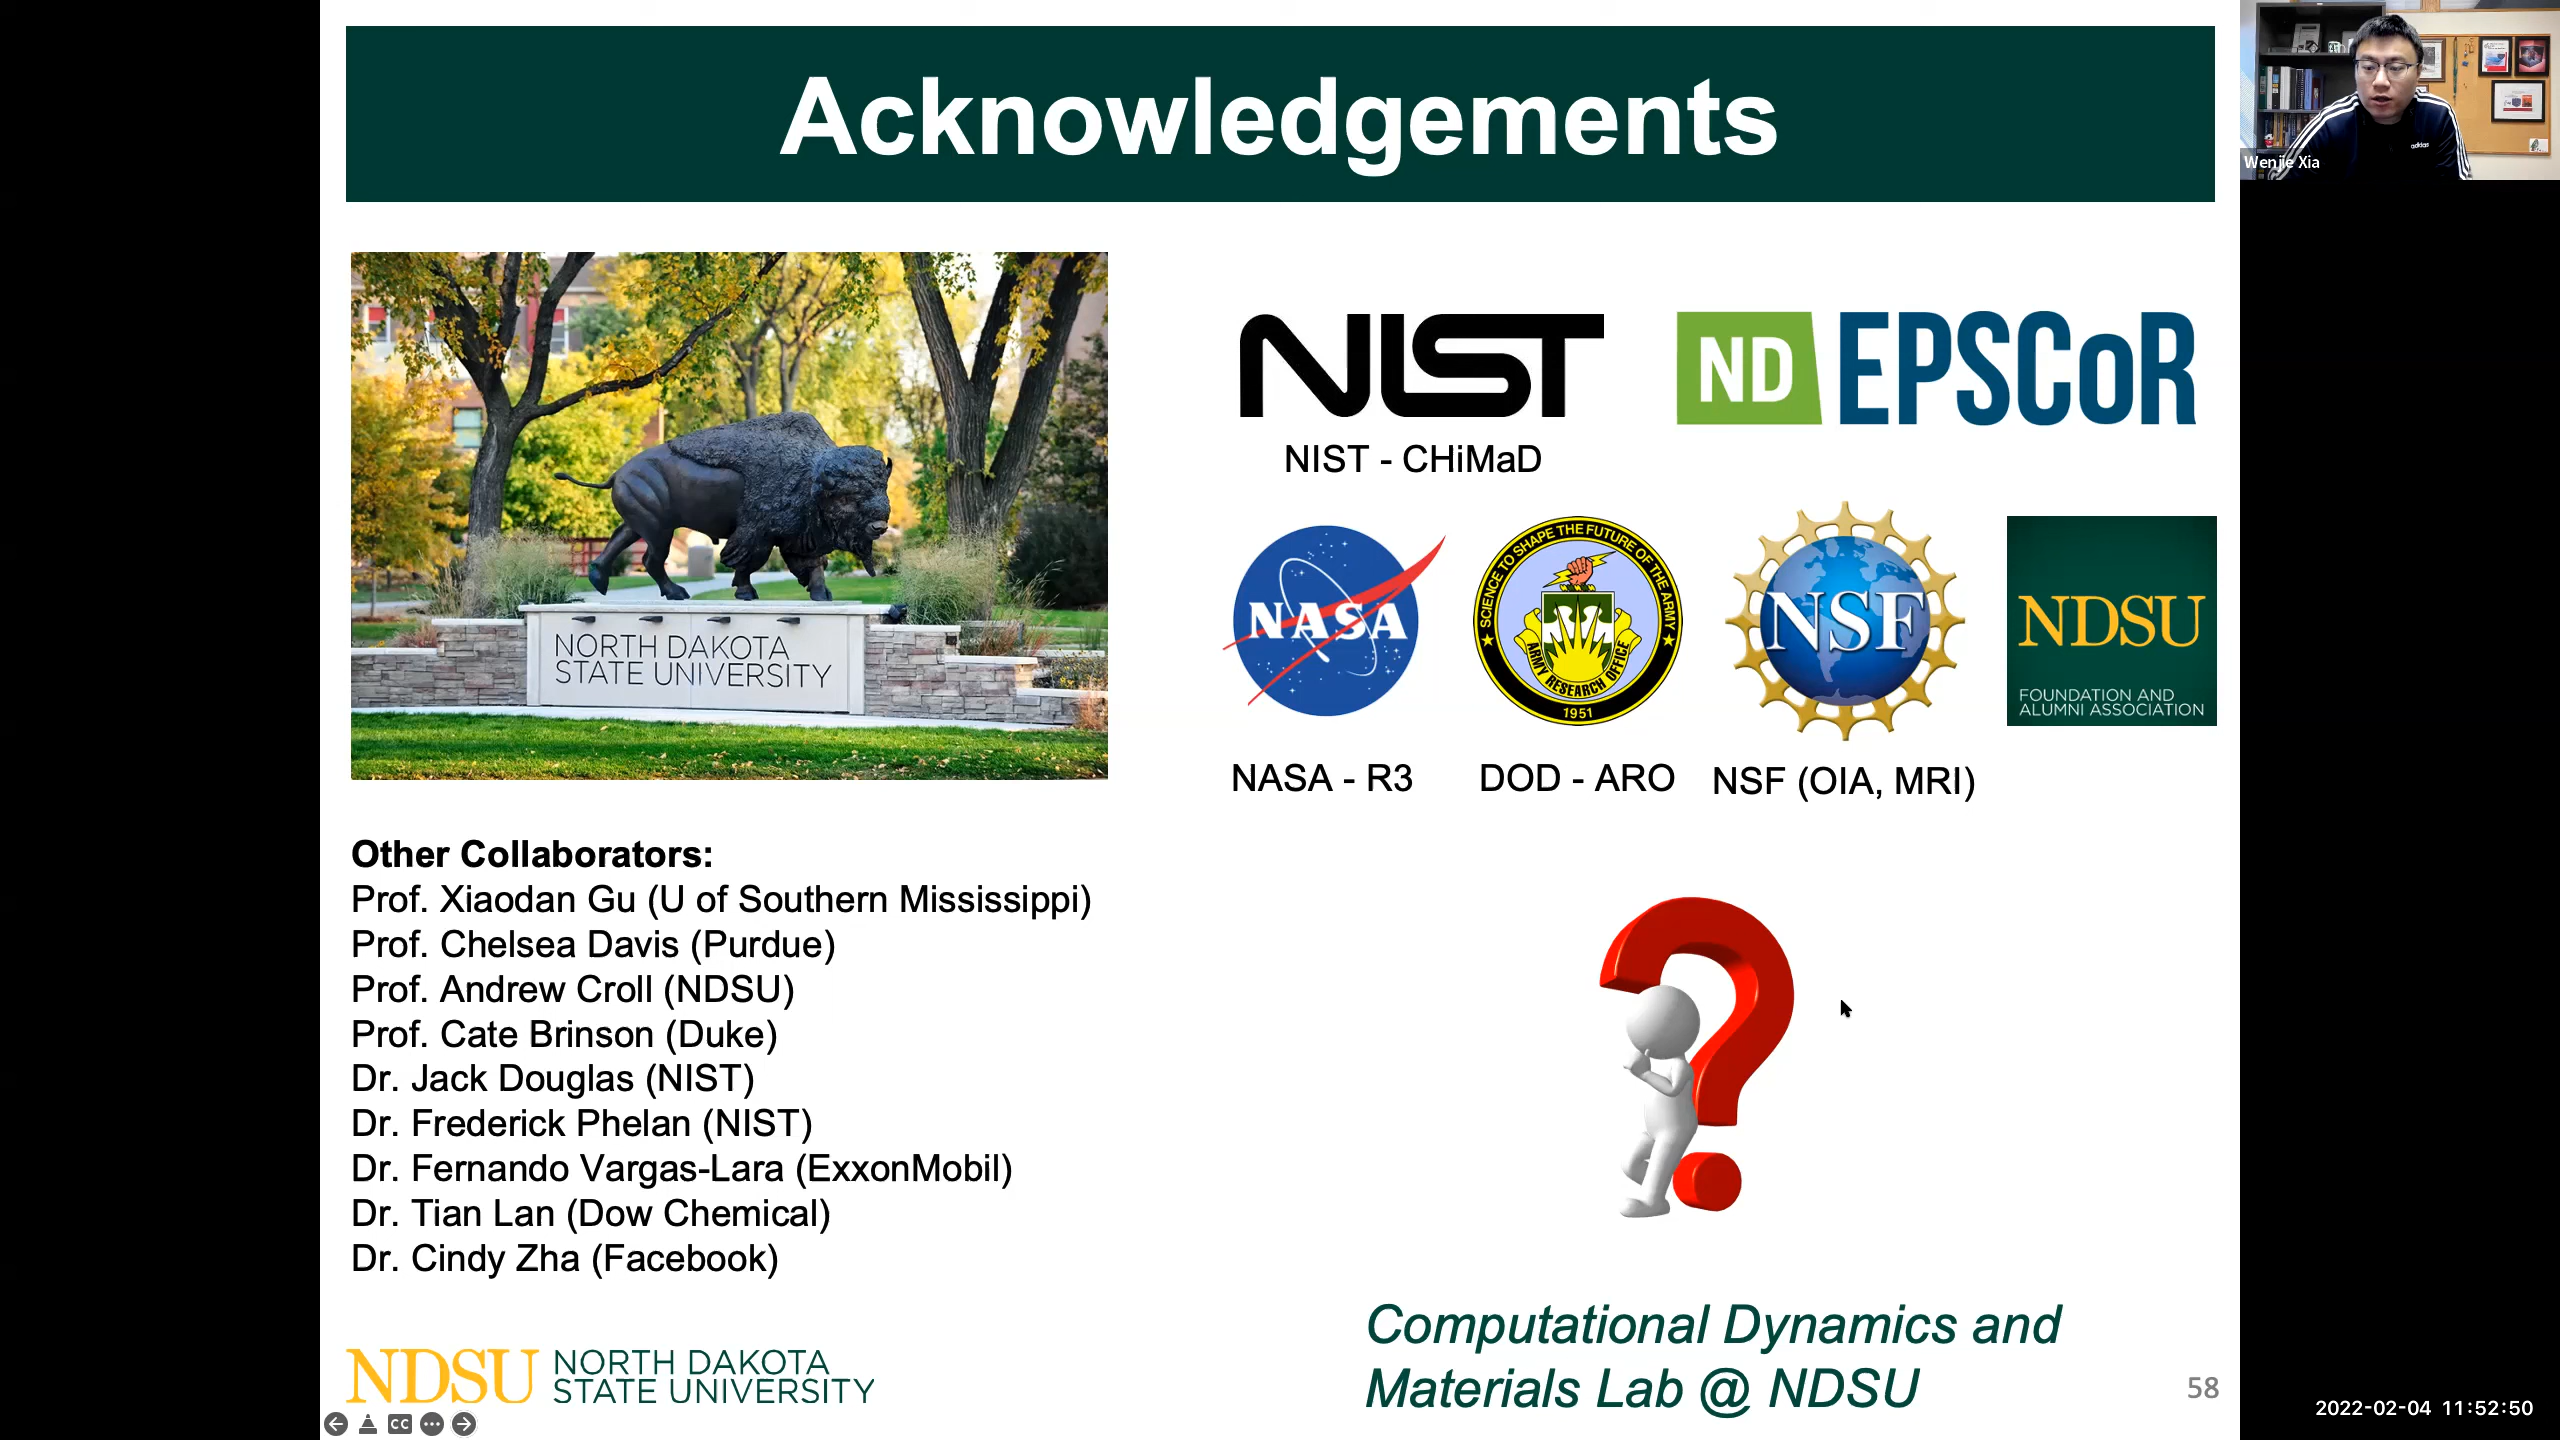 Acknowledgements
Wenjie Xia
adidas
NORTH DAKOTA
STATE UNIVERSITY
NIST
ND EPSCoR
NIST - CHiMaD
NASA
SCIENCE TO SHAPE THE FUTURE OF THE ARMY
ARMY RESEARCH OFFICE
1951
NSF
NDSU
FOUNDATION AND
ALUMNI ASSOCIATION
NASA - R3
DOD - ARO
NSF (OIA, MRI)
Other Collaborators:
Prof. Xiaodan Gu (U of Southern Mississippi)
Prof. Chelsea Davis (Purdue)
Prof. Andrew Croll (NDSU)
Prof. Cate Brinson (Duke)
Dr. Jack Douglas (NIST)
Dr. Frederick Phelan (NIST)
Dr. Fernando Vargas-Lara (ExxonMobil)
Dr. Tian Lan (Dow Chemical)
Dr. Cindy Zha (Facebook)
?
NDSU NORTH DAKOTA
STATE UNIVERSITY
Computational Dynamics and
Materials Lab @ NDSU
58
CC
2022-02-04 11:52:50